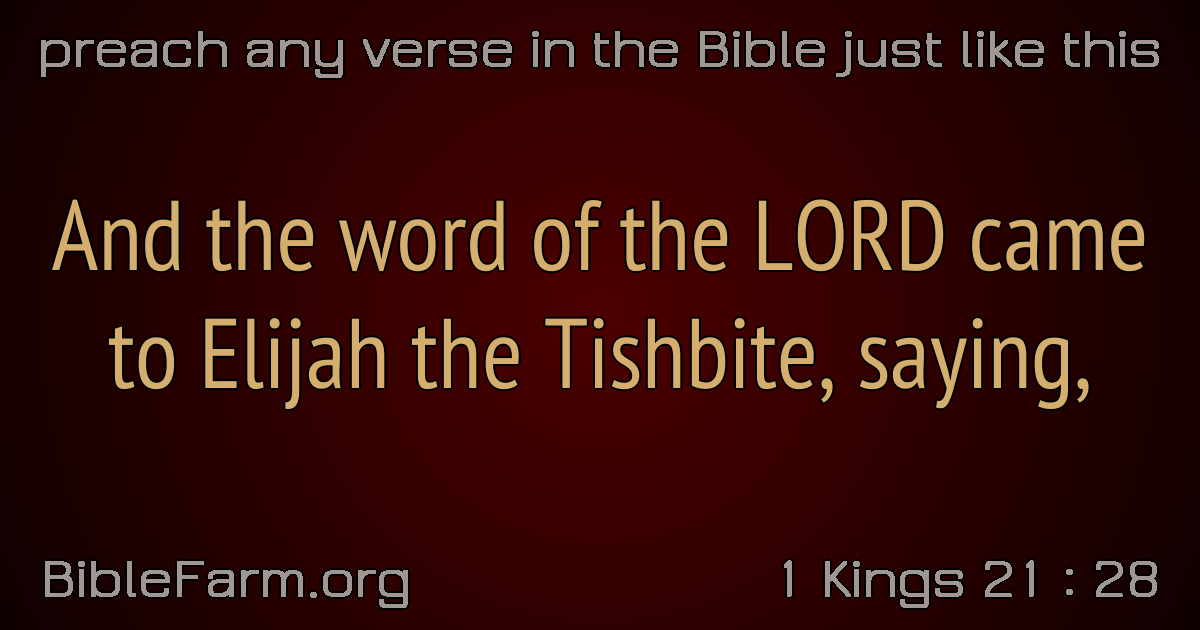 preach any verse in the Bible just like this
And the word of the LORD came
to Elijah the Tishbite, saying,
BibleFarm.org
1 Kings 21 : 28